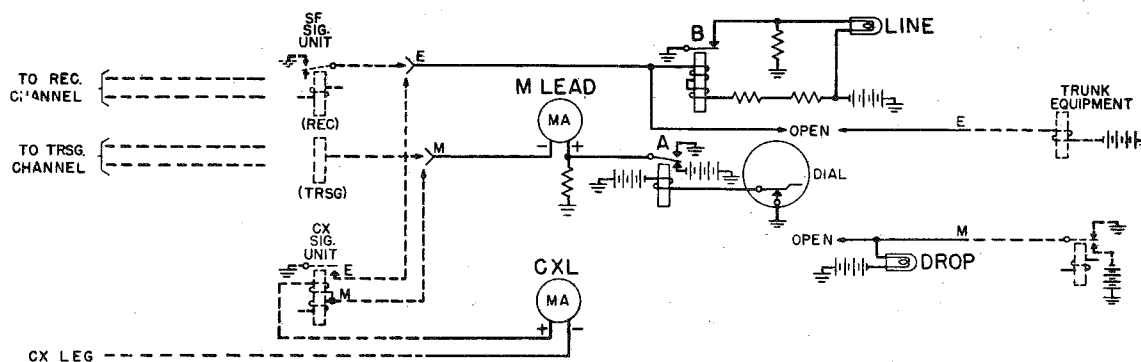 SF
SIG.
UNIT
TO REC.
CHANNEL
(REC)
E
M LEAD
MA
- +
B
LINE
TO TRSG.
CHANNEL
(TRSG)
M
A
OPEN
E
TRUNK
EQUIPMENT
DIAL
CX
SIG.
UNIT
E
M
CXL
MA
+ -
OPEN
M
DROP
CX LEG